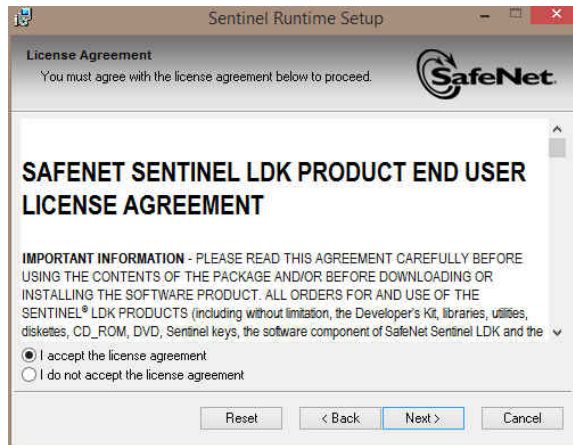 Sentinel Runtime Setup
License Agreement
You must agree with the license agreement below to proceed.
SafeNet.
SAFENET SENTINEL LDK PRODUCT END USER
LICENSE AGREEMENT
IMPORTANT INFORMATION - PLEASE READ THIS AGREEMENT CAREFULLY BEFORE
USING THE CONTENTS OF THE PACKAGE AND/OR BEFORE DOWNLOADING OR
INSTALLING THE SOFTWARE PRODUCT. ALL ORDERS FOR AND USE OF THE
SENTINEL® LDK PRODUCTS (including without limitation, the Developer's Kit, libraries, utilities,
diskettes, CD_ROM, DVD, Sentinel keys, the software component of SafeNet Sentinel LDK and the
I accept the license agreement
I do not accept the license agreement
Reset
< Back
Next >
Cancel